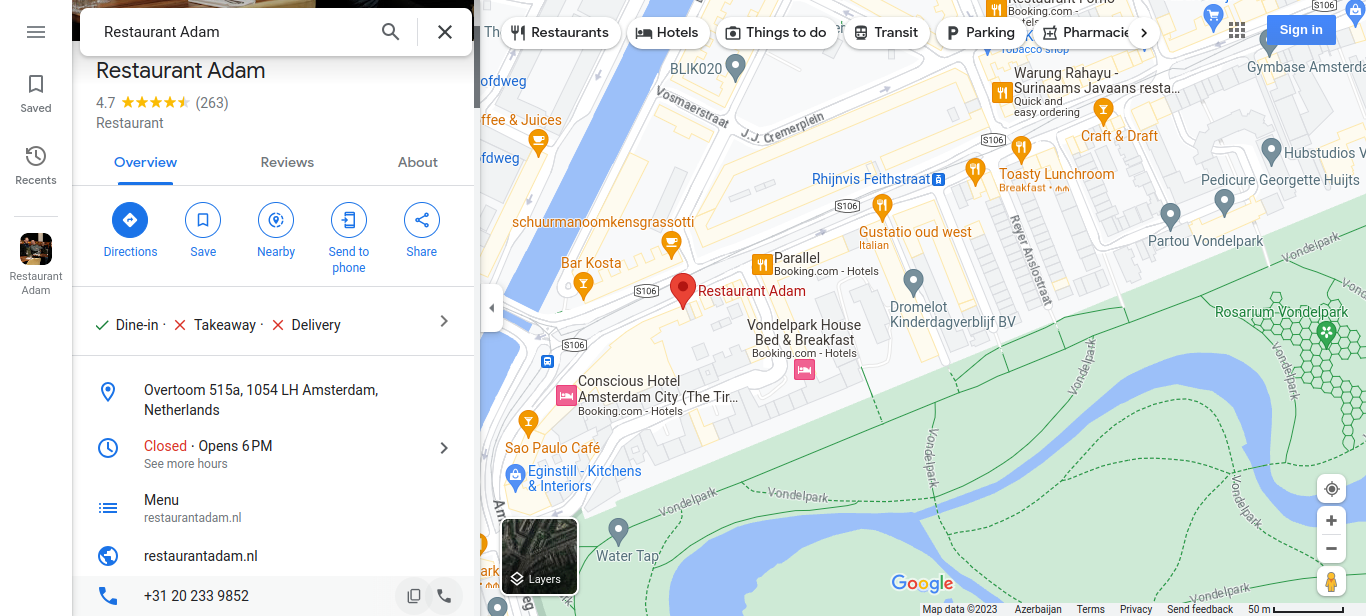 Saved
Recents
Restaurant
Adam
Restaurant Adam
Restaurant Adam
4.7 (263)
Restaurant
Overview
Reviews
About
Directions
Save
Nearby
Send to
phone
Share
Dine-in · Takeaway · Delivery
Overtoom 515a, 1054 LH Amsterdam,
Netherlands
Closed · Opens 6 PM
See more hours
Menu
restaurantadam.nl
restaurantadam.nl
+31 20 233 9852
Restaurants
Hotels
Things to do
Transit
Parking
Pharmacie
Sign in
Booking.com -
S106
BLIK020
Vosmaerstraat
J.J. Cremerplein
Warung Rahayu -
Surinaams Javaans resta...
Quick and
easy ordering
Gymbase Amsterda
Craft & Draft
ofdweg
ffee & Juices
ofdweg
S106
Hubstudios V
Toasty Lunchroom
Breakfast •
Pedicure Georgette Huijts
Rhijnvis Feithstraat
S106
schuurmanoomkensgrassotti
Gustatio oud west
Italian
Reyer Anslostraat
Partou Vondelpark
Vondelpark
Bar Kosta
Parallel
Booking.com - Hotels
S106
Restaurant Adam
Dromelot
Kinderdagverblijf BV
Rosarium Vondelpark
Vondelpark House
Bed & Breakfast
Booking.com - Hotels
S106
Conscious Hotel
Amsterdam City (The Tir...
Booking.com - Hotels
Vondelpark
Vondelpark
Sao Paulo Café
Vondelpark
Eginstill - Kitchens
& Interiors
Vondelpark
Vondelpark
Vondelpark
Water Tap
Layers
Google
Vondelpark
Map data ©2023
Azerbaijan
Terms
Privacy
Send feedback
50 m